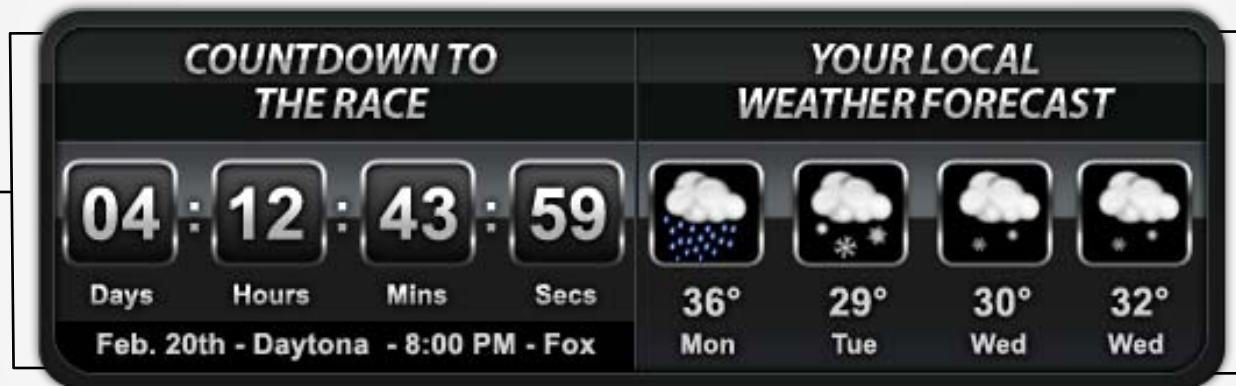 COUNTDOWN TO
THE RACE
04 : 12 : 43 : 59
Days Hours Mins Secs
Feb. 20th - Daytona - 8:00 PM - Fox
YOUR LOCAL
WEATHER FORECAST
36° 29° 30° 32°
Mon Tue Wed Wed